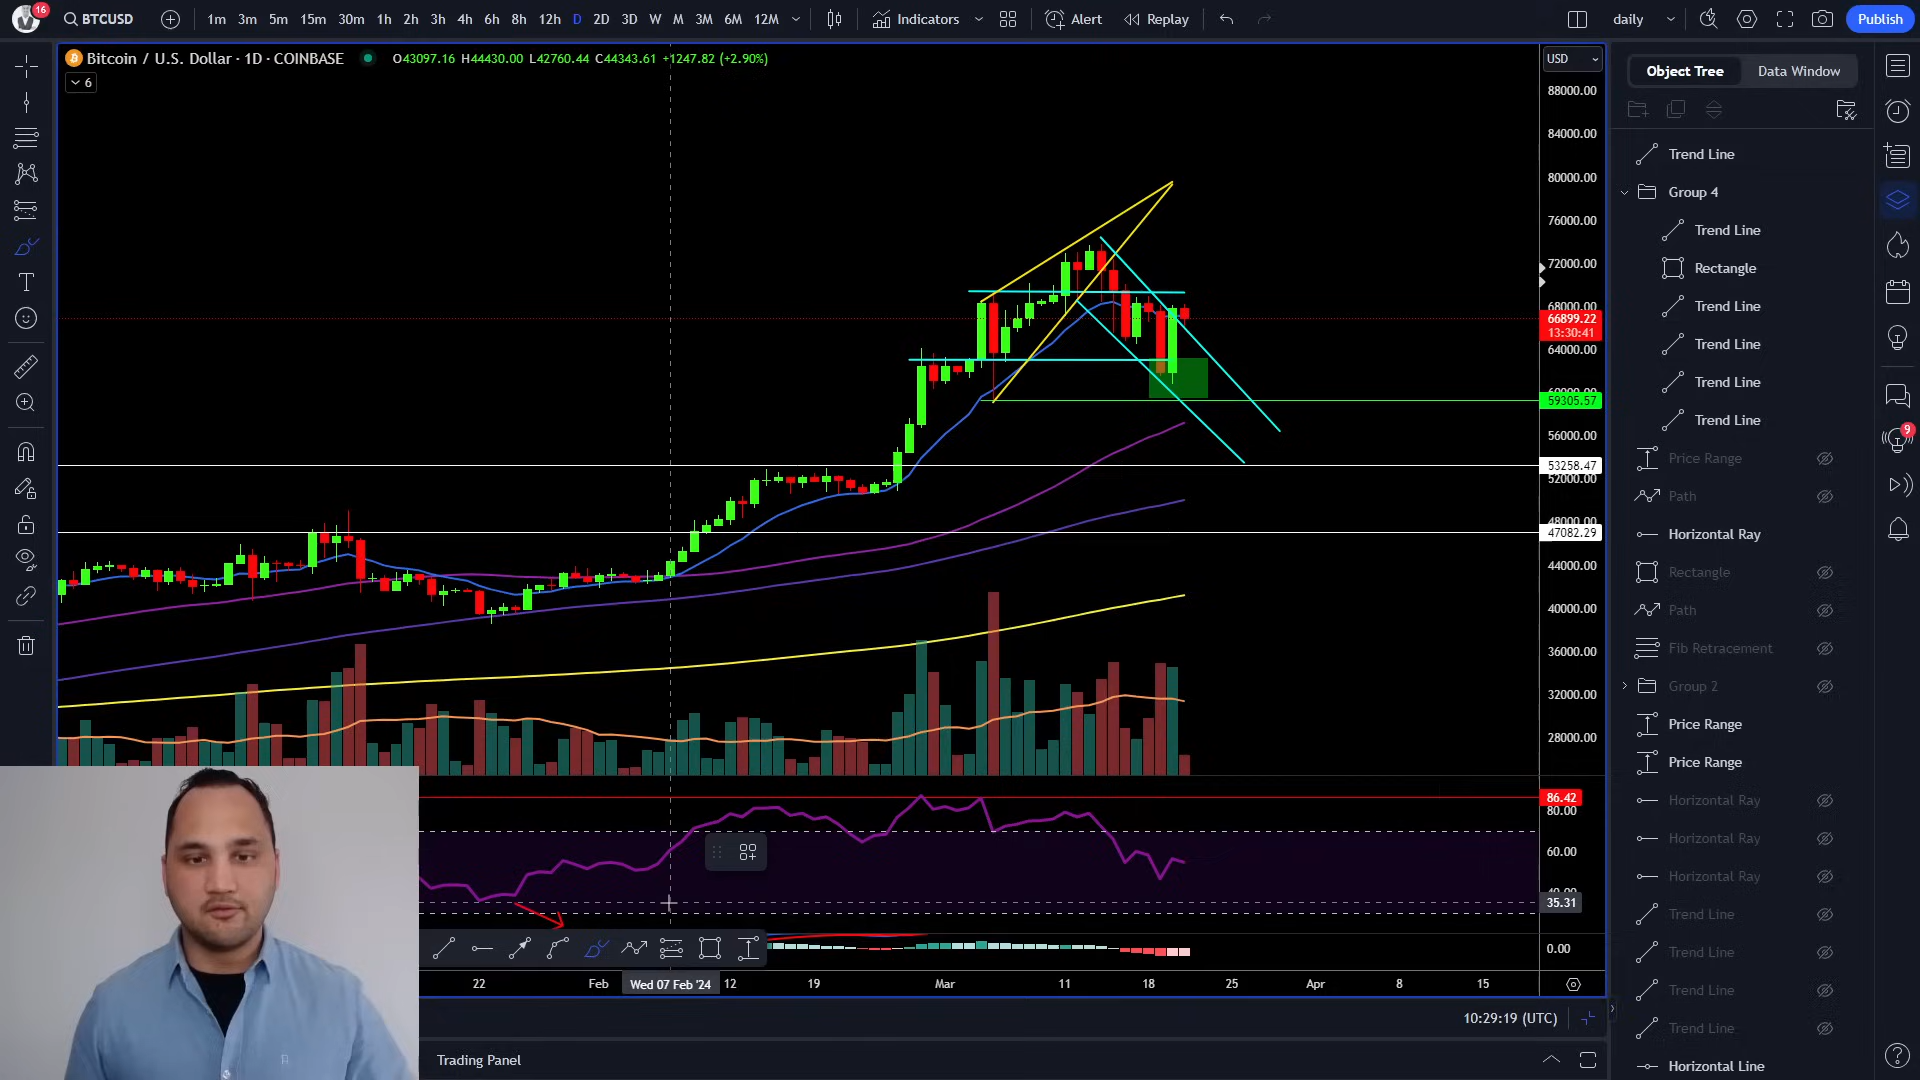 16
BTCUSD
1m 3m 5m 15m 30m 1h 2h 3h 4h 6h 8h 12h D 2D 3D W M 3M 6M 12M
Indicators
Alert
Replay
daily
Publish
Bitcoin / U.S. Dollar · 1D · COINBASE
O43097.16 H44430.00 L42760.44 C44343.61 +1247.82 (+2.90%)
6
USD
88000.00
84000.00
80000.00
76000.00
72000.00
68000.00
66899.22
13:30:41
64000.00
60000.00
59305.57
56000.00
53258.47
52000.00
48000.00
47082.29
44000.00
40000.00
36000.00
32000.00
28000.00
86.42
80.00
60.00
40.00
35.31
0.00
22 Feb Wed 07 Feb '24 12 19 Mar 11 18 25 Apr 8 15
10:29:19 (UTC)
Trading Panel
Object Tree
Data Window
Trend Line
Group 4
Trend Line
Rectangle
Trend Line
Trend Line
Trend Line
Trend Line
Price Range
Path
Horizontal Ray
Rectangle
Path
Fib Retracement
Group 2
Price Range
Price Range
Horizontal Ray
Horizontal Ray
Horizontal Ray
Trend Line
Trend Line
Trend Line
Trend Line
Horizontal Line
9